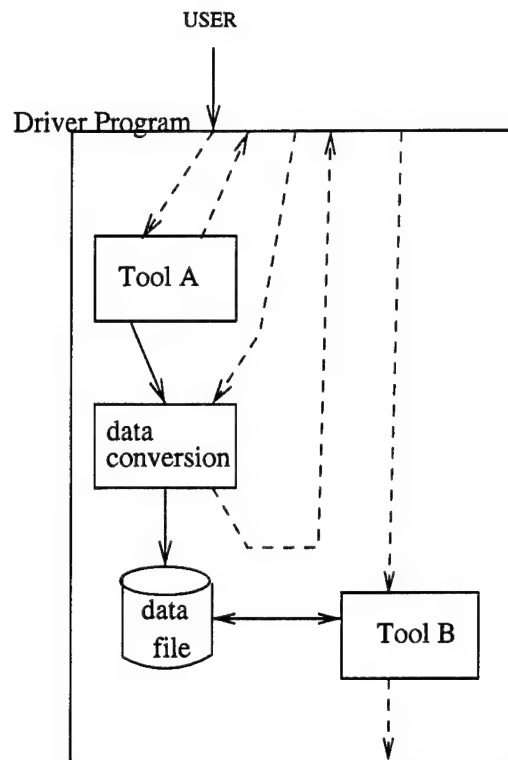 USER
Driver Program
Tool A
data
conversion
data
file
Tool B